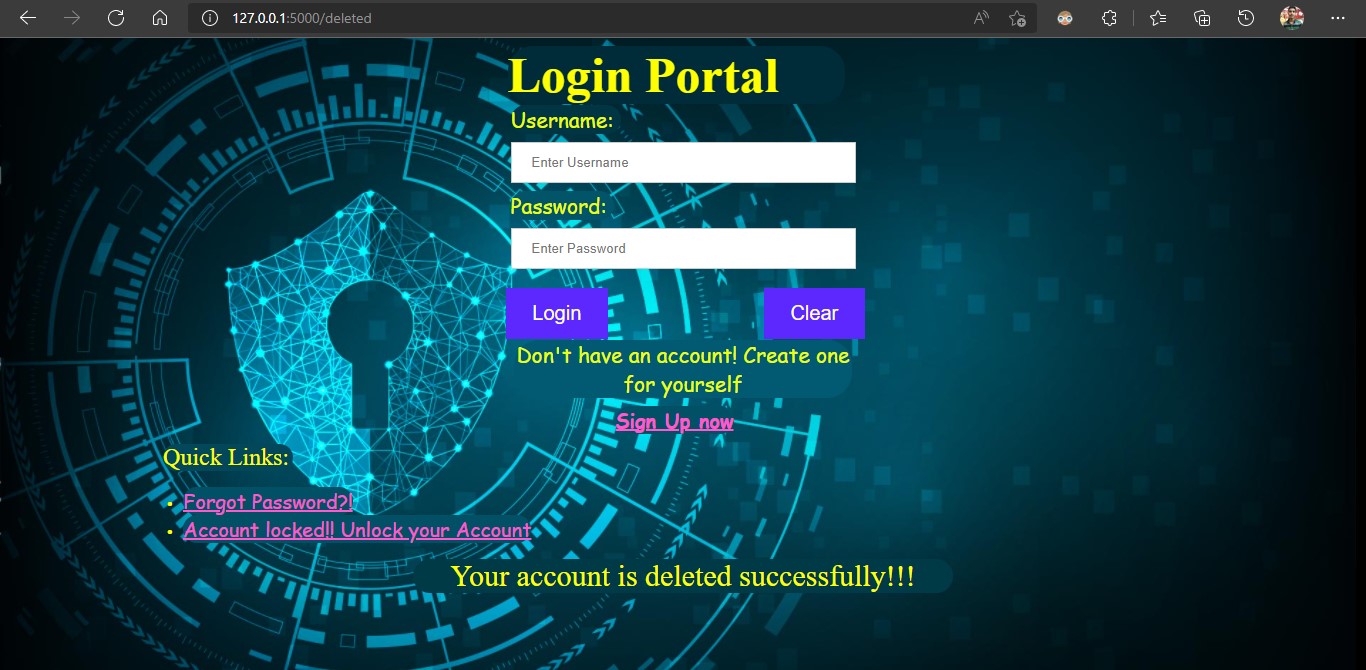 127.0.0.1:5000/deleted
Login Portal
Username:
Enter Username
Password:
Enter Password
Login
Clear
Don't have an account! Create one
for yourself
Sign Up now
Quick Links:
Forgot Password?!
Account locked!! Unlock your Account
Your account is deleted successfully!!!